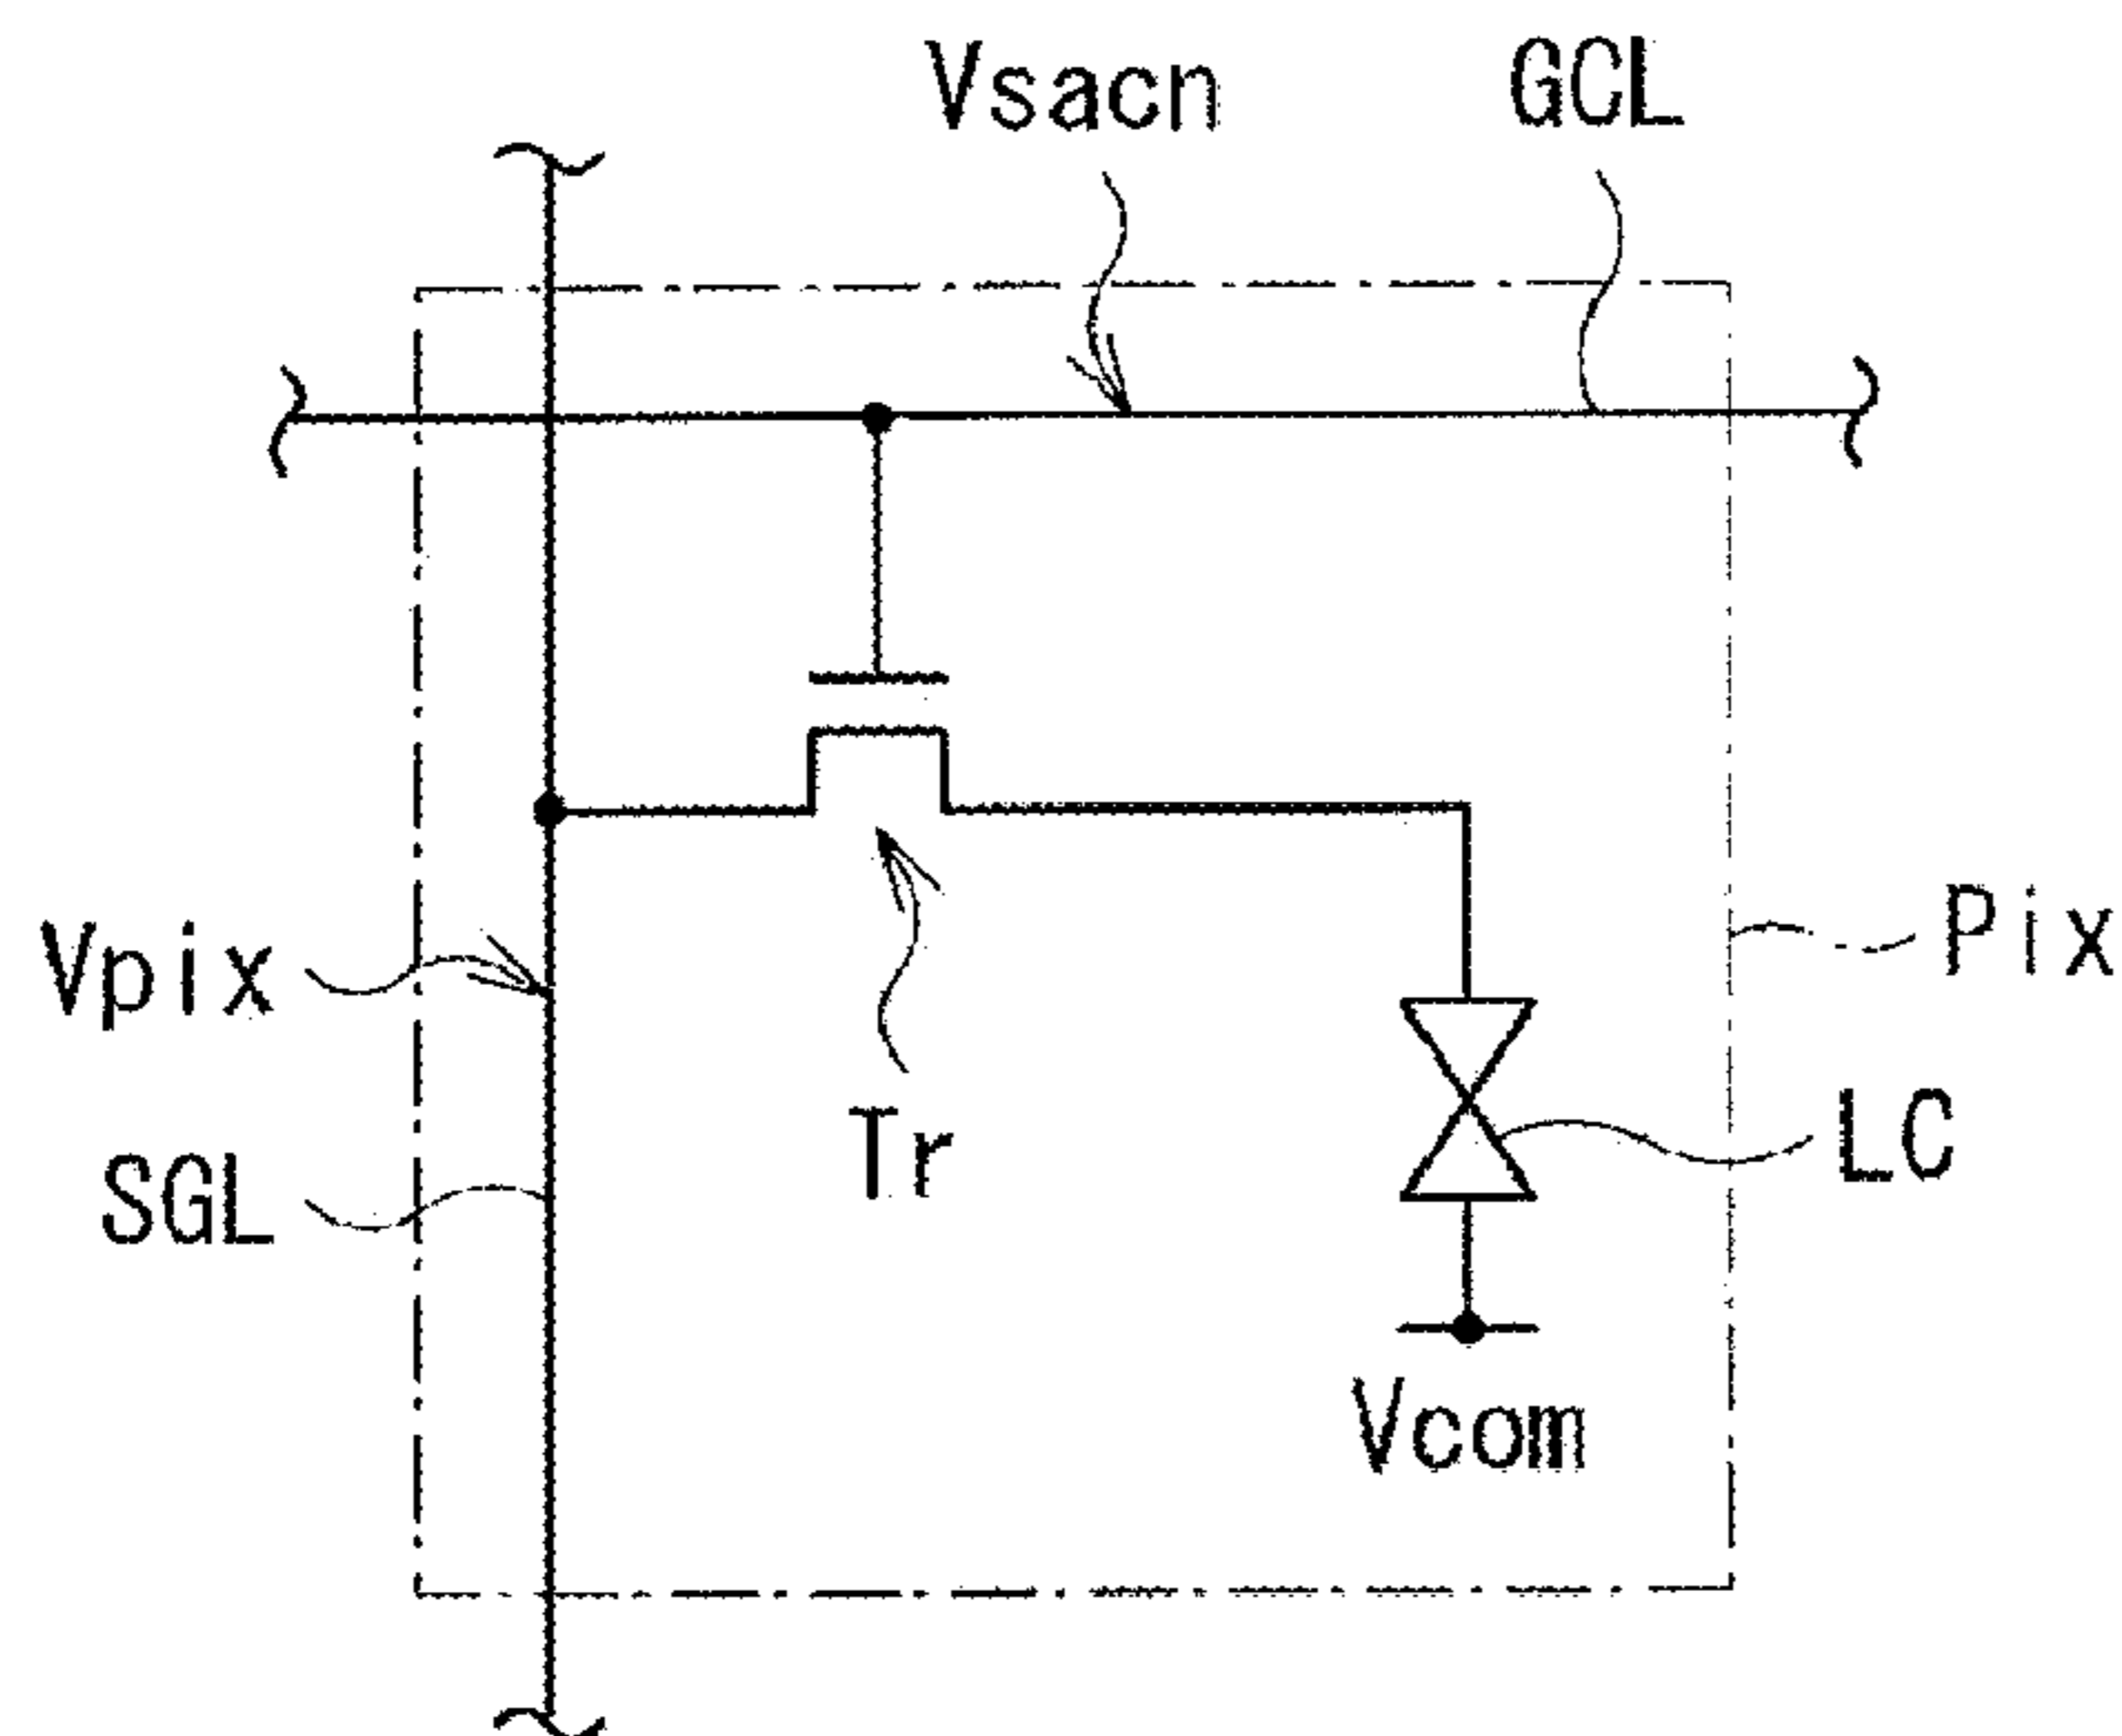 Vsacn
GCL
Vpix
Pix
Tr
LC
SGL
Vcom